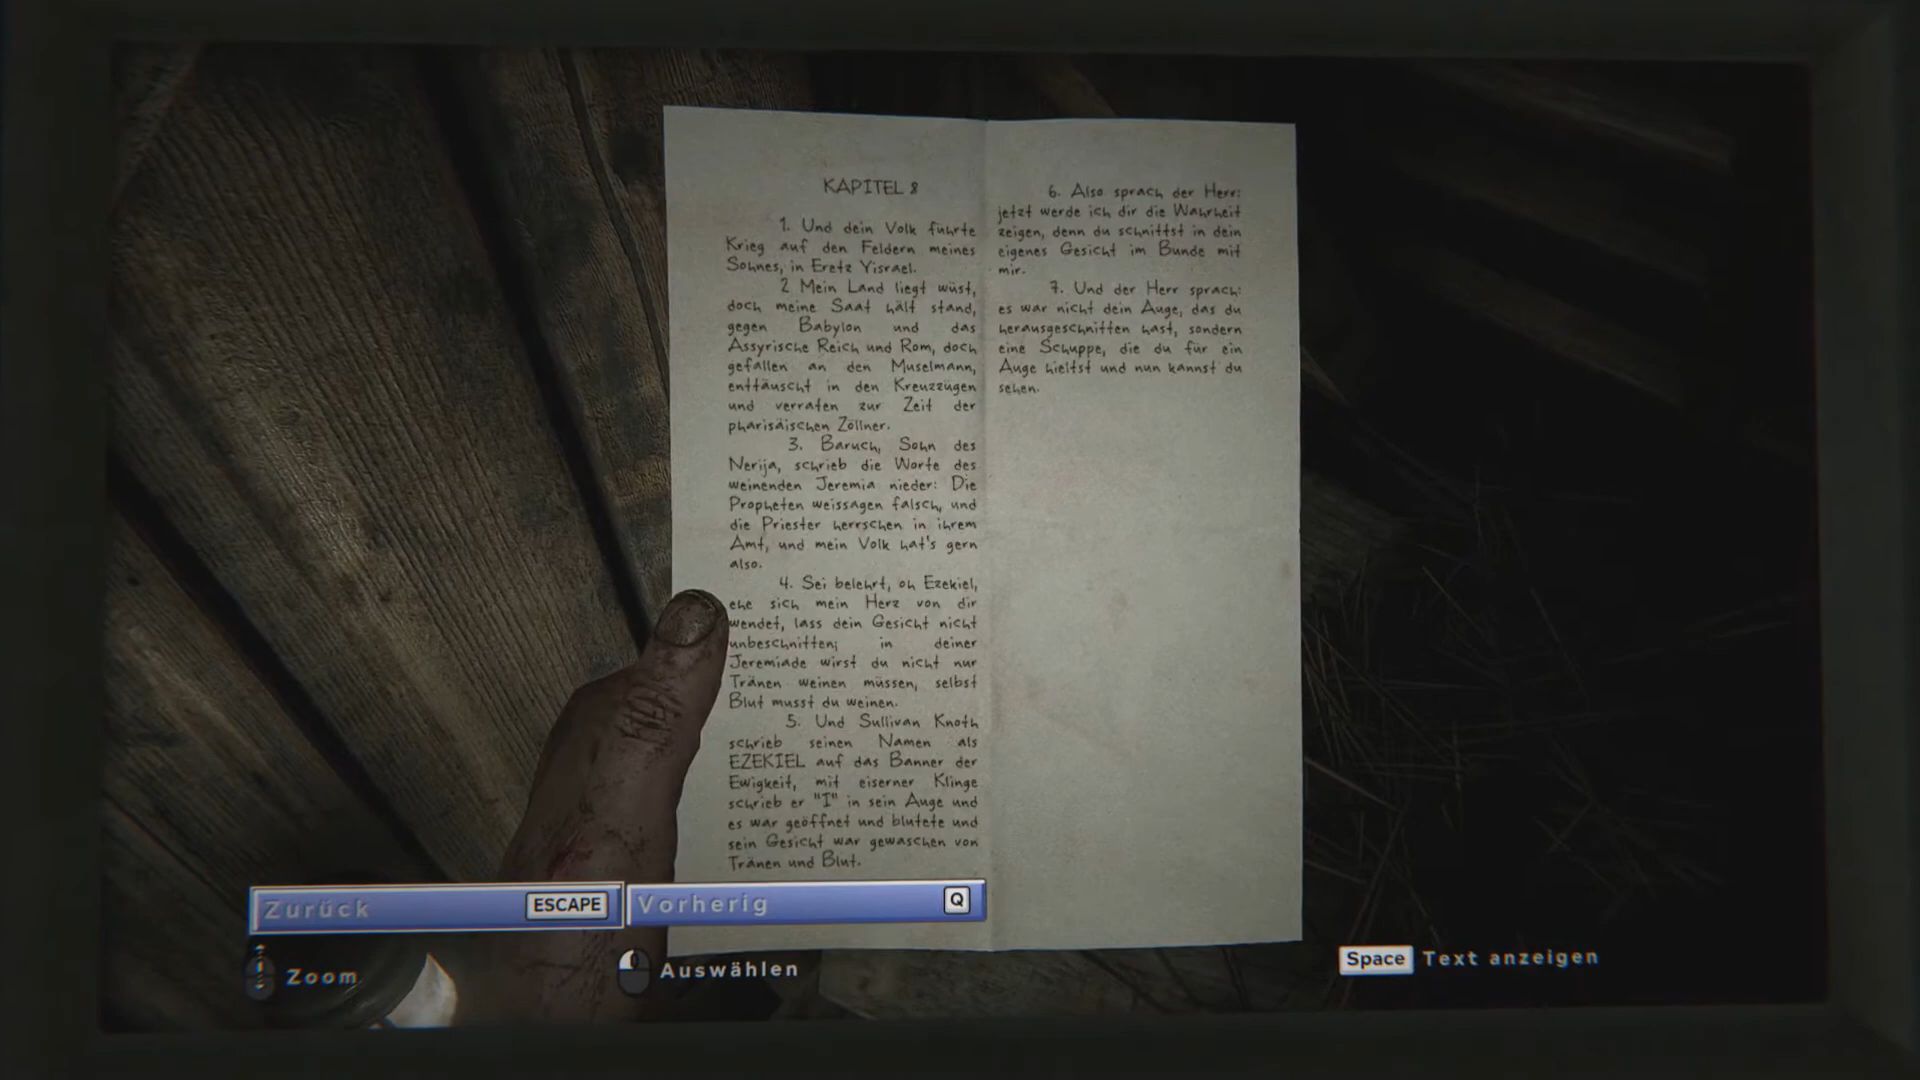 KAPITEL 8
1. Und dein Volk führte
Krieg auf den Feldern meines
Sohnes, in Eretz Yisrael.
2 Mein Land liegt wüst,
doch meine Saat hält stand,
gegen Babylon und das
Assyrische Reich und Rom, doch
gefallen an den Muselmann,
enttäuscht in den Kreuzzügen
und verraten zur Zeit der
pharisäischen Zöllner.
3. Baruch, Sohn des
Nerija, schrieb die Worte des
weinenden Jeremia nieder: Die
Propheten weissagen falsch, und
die Priester herrschen in ihrem
Amt, und mein Volk hat's gern
also.
4. Sei belehrt, oh Ezekiel,
ehe sich mein Herz von dir
wendet, lass dein Gesicht nicht
unbeschnitten; in deiner
Jeremiade wirst du nicht nur
Tränen weinen müssen, selbst
Blut musst du weinen.
5. Und Sullivan Knoth
schrieb seinen Namen als
EZEKIEL auf das Banner der
Ewigkeit, mit eiserner Klinge
schrieb er "I" in sein Auge und
es war geöffnet und blutete und
sein Gesicht war gewaschen von
Tränen und Blut.
6. Also sprach der Herr:
jetzt werde ich dir die Wahrheit
zeigen, denn du schnittst in dein
eigenes Gesicht im Bunde mit
mir.
7. Und der Herr sprach:
es war nicht dein Auge, das du
herausgeschnitten hast, sondern
eine Schuppe, die du für ein
Auge hieltst und nun kannst du
sehen.
Zurück ESCAPE Vorherig Q
Zoom Auswählen Space Text anzeigen